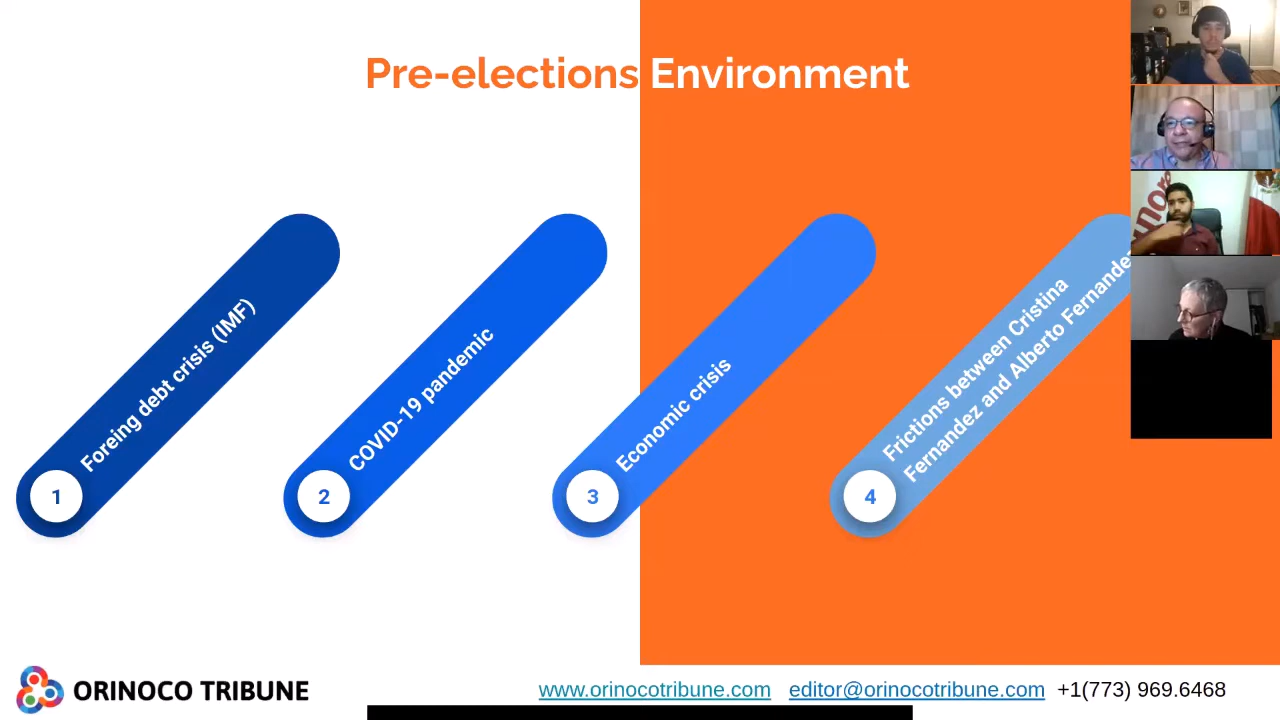 Pre-elections Environment
Foreing debt crisis (IMF)
COVID-19 pandemic
Economic crisis
Frictions between Cristina
Fernandez and Alberto Fernandez
1
2
3
4
ORINOCO TRIBUNE
www.orinocotribune.com editor@orinocotribune.com +1(773) 969.6468